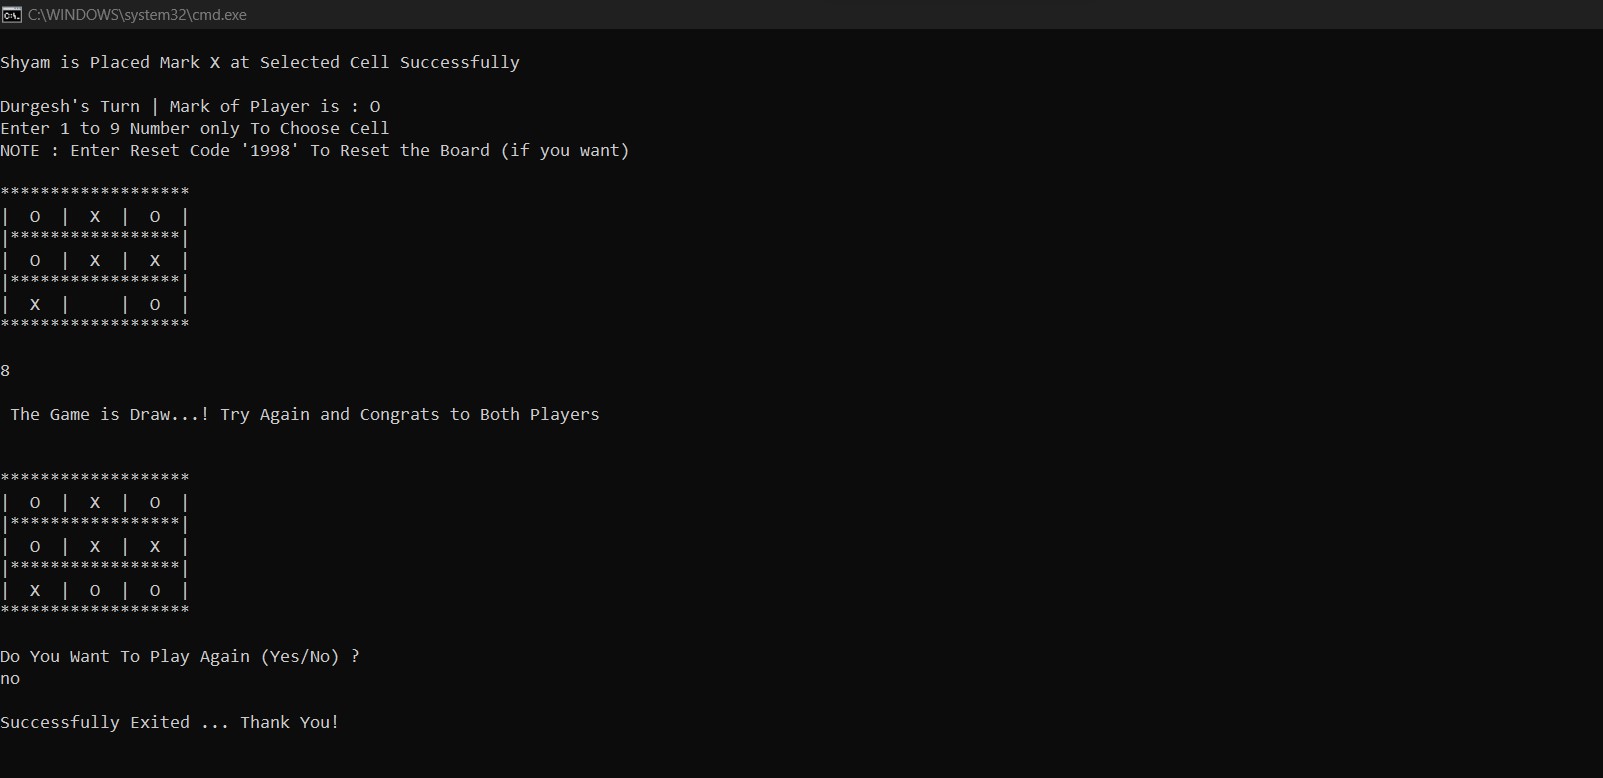 C:\WINDOWS\system32\cmd.exe
Shyam is Placed Mark X at Selected Cell Successfully
Durgesh's Turn | Mark of Player is : O
Enter 1 to 9 Number only To Choose Cell
NOTE : Enter Reset Code '1998' To Reset the Board (if you want)
*******************
|  O  |  X  |  O  |
|*****************|
|  O  |  X  |  X  |
|*****************|
|  X  |     |  O  |
*******************
8
The Game is Draw...! Try Again and Congrats to Both Players
*******************
|  O  |  X  |  O  |
|*****************|
|  O  |  X  |  X  |
|*****************|
|  X  |  O  |  O  |
*******************
Do You Want To Play Again (Yes/No) ?
no
Successfully Exited ... Thank You!